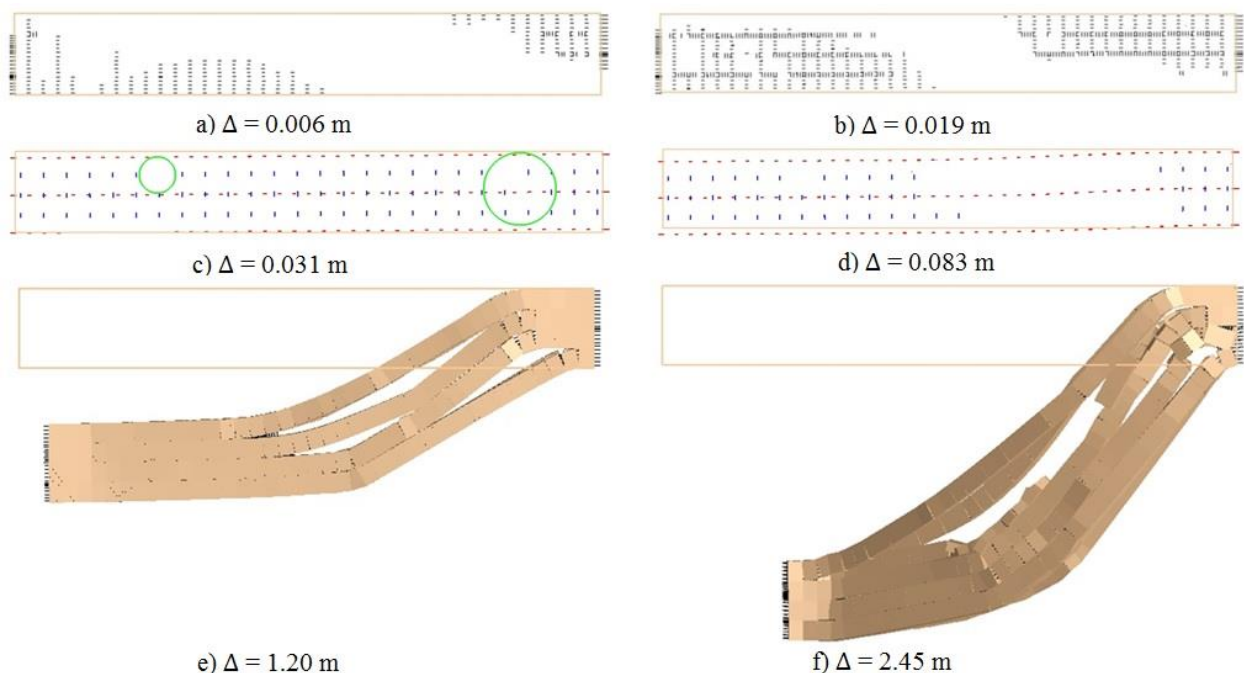 a) Δ = 0.006 m
b) Δ = 0.019 m
c) Δ = 0.031 m
d) Δ = 0.083 m
e) Δ = 1.20 m
f) Δ = 2.45 m